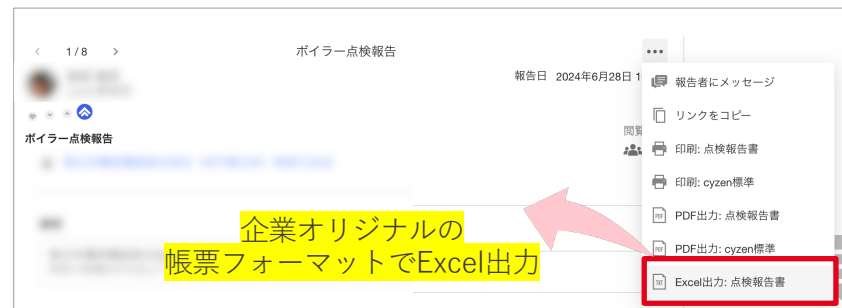 1 / 8
ボイラー点検報告
報告日 2024年6月28日 1
報告者にメッセージ
リンクをコピー
ボイラー点検報告
閲覧
印刷: 点検報告書
印刷: cyzen標準
PDF出力: 点検報告書
企業オリジナルの
帳票フォーマットでExcel出力
PDF出力: cyzen標準
Excel出力: 点検報告書